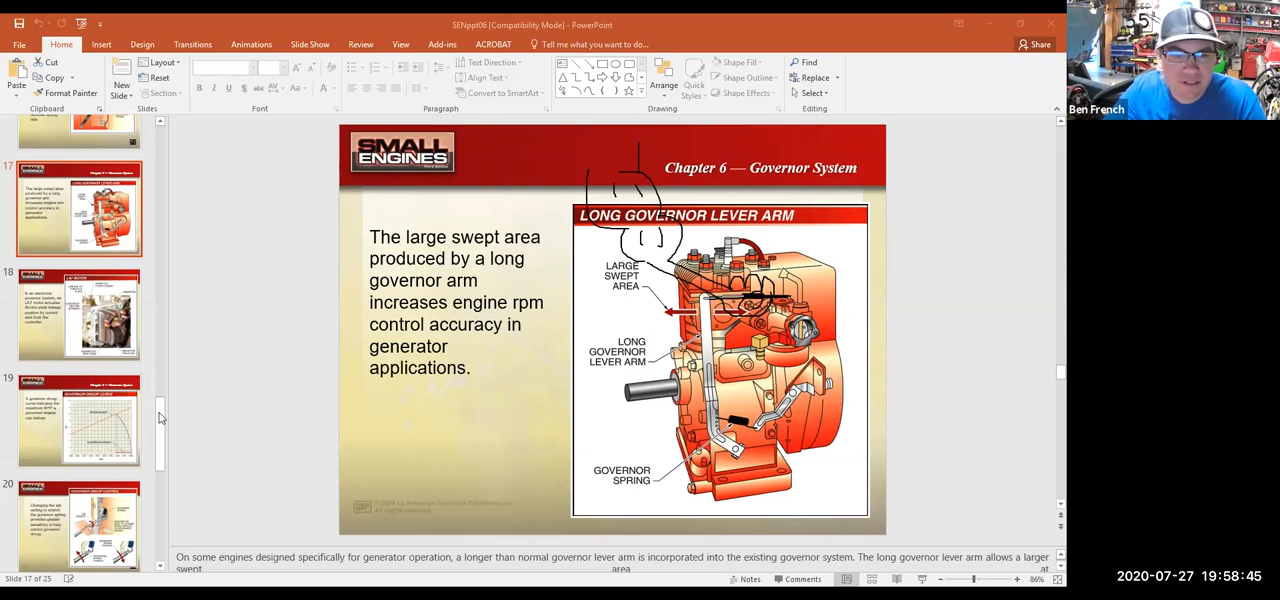 SENppt06 [Compatibility Mode] - PowerPoint
File Home Insert Design Transitions Animations Slide Show Review View Add-ins ACROBAT Tell me what you want to do... Share
Paste
Cut
Copy
Format Painter
Clipboard
New
Slide
Layout
Reset
Section
Slides
Font
Paragraph
Text Direction
Align Text
Convert to SmartArt
Arrange
Quick
Styles
Shape Fill
Shape Outline
Shape Effects
Drawing
Find
Replace
Select
Editing
Ben French
17
18
19
20
SMALL
ENGINES
Chapter 6 — Governor System
The large swept area
produced by a long
governor arm
increases engine rpm
control accuracy in
generator
applications.
LONG GOVERNOR LEVER ARM
LARGE
SWEPT
AREA
LONG
GOVERNOR
LEVER ARM
GOVERNOR
SPRING
On some engines designed specifically for generator operation, a longer than normal governor lever arm is incorporated into the existing governor system. The long governor lever arm allows a larger
swept area at
Slide 17 of 25
Notes Comments 86%
2020-07-27 19:58:45